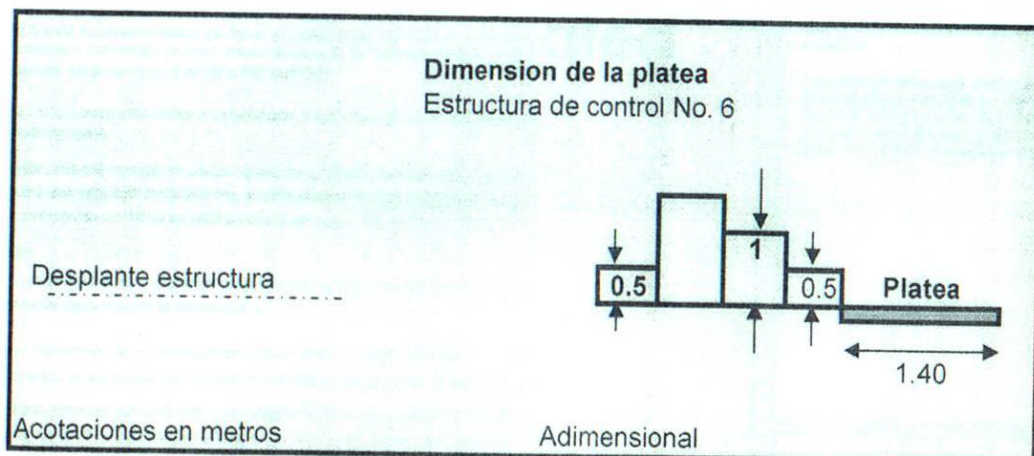 Dimension de la platea
Estructura de control No. 6
1
Desplante estructura
0.5
0.5
Platea
1.40
Acotaciones en metros
Adimensional